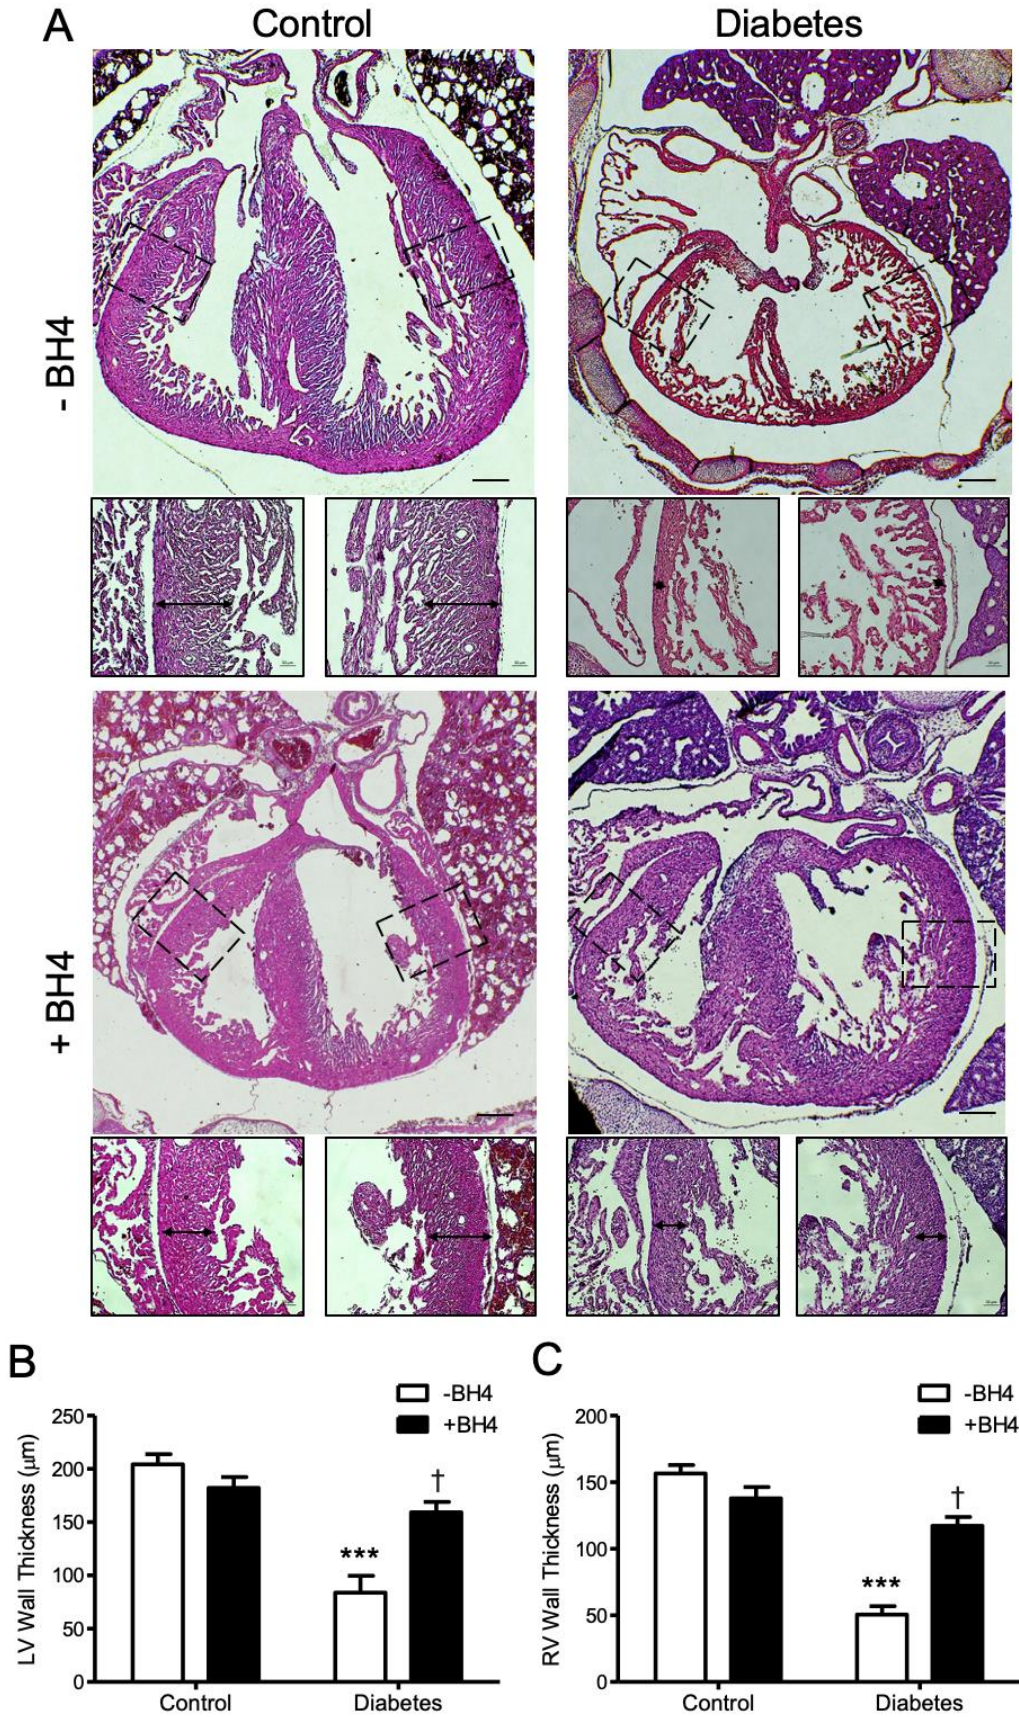 A
Control
Diabetes
- BH4
+ BH4
B
-BH4
+BH4
LV Wall Thickness (µm)
250
200
150
100
50
0
***
†
Control
Diabetes
C
-BH4
+BH4
RV Wall Thickness (µm)
200
150
100
50
0
***
†
Control
Diabetes